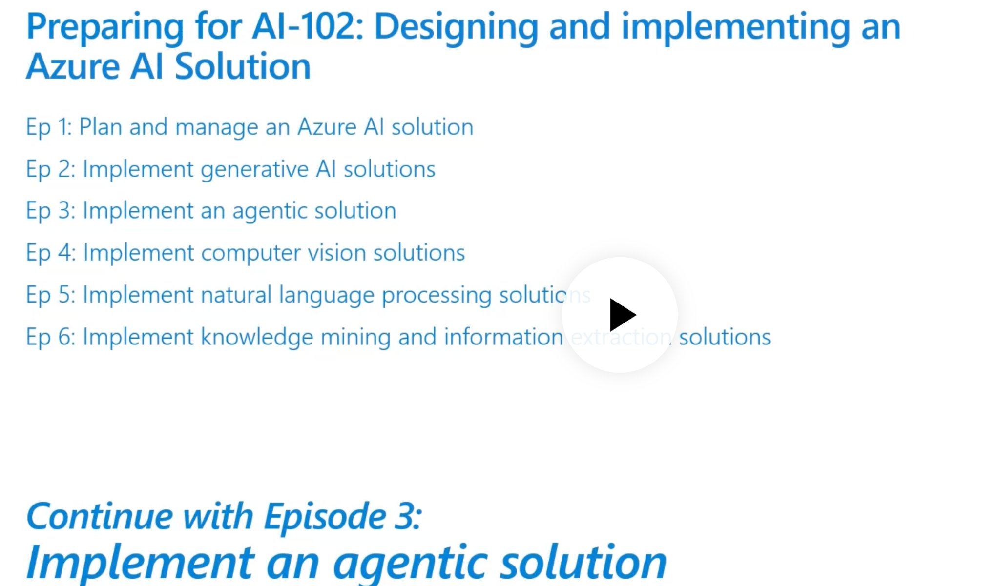 Preparing for AI-102: Designing and implementing an
Azure AI Solution
Ep 1: Plan and manage an Azure AI solution
Ep 2: Implement generative AI solutions
Ep 3: Implement an agentic solution
Ep 4: Implement computer vision solutions
Ep 5: Implement natural language processing solutions
Ep 6: Implement knowledge mining and information extraction solutions
Continue with Episode 3:
Implement an agentic solution